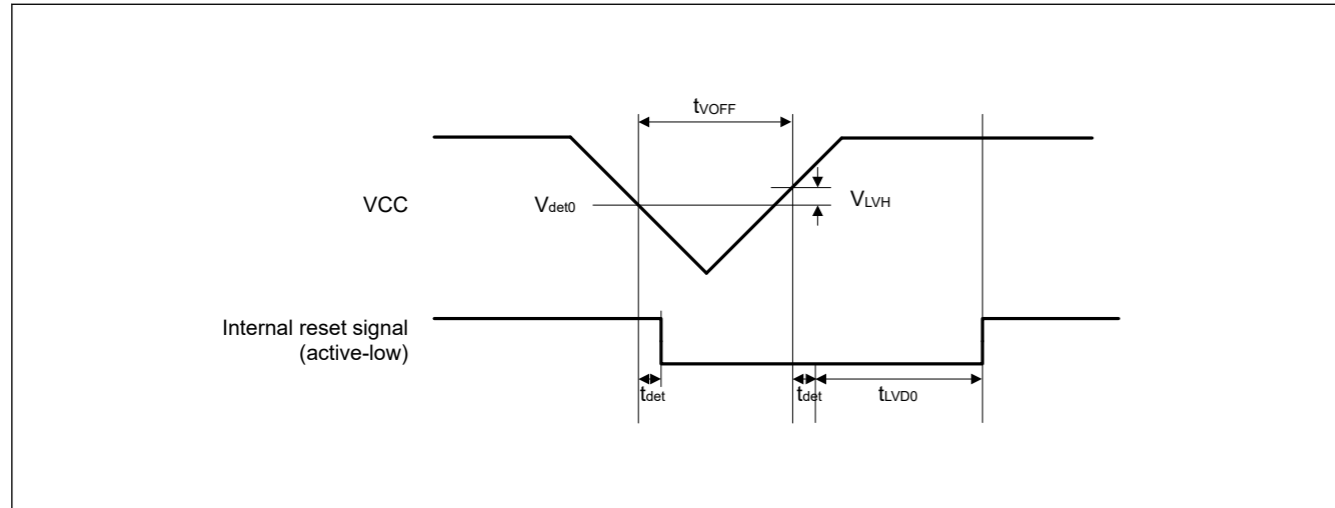 tVOFF
VCC
Vdet0
VLVH
Internal reset signal
(active-low)
tdet
tdet
tLVD0